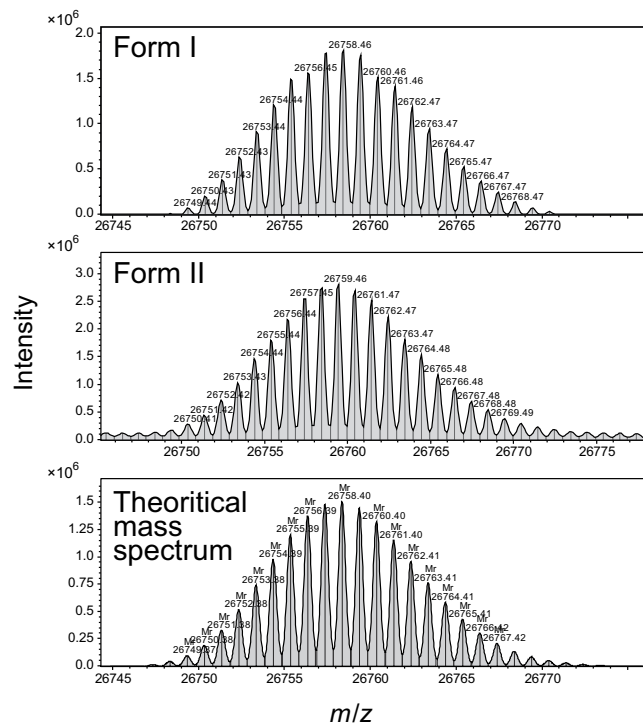 ×10⁶
2.0
1.5
1.0
0.5
0.0
Form I
26749.44
26750.43
26751.43
26752.43
26753.44
26754.44
26756.45
26758.46
26760.46
26761.46
26762.47
26763.47
26764.47
26765.47
26766.47
26767.47
26768.47
26745 26750 26755 26760 26765 26770
×10⁶
3.0
2.5
2.0
1.5
1.0
0.5
0.0
Form II
26750.41
26751.42
26752.42
26753.43
26754.44
26755.44
26756.44
26757.45
26759.46
26761.47
26762.47
26763.47
26764.48
26765.48
26766.48
26767.48
26768.48
26769.49
26750 26755 26760 26765 26770 26775
Intensity
×10⁶
1.5
1.25
1.0
0.75
0.5
0.25
0.0
Theoritical
mass
spectrum
Mr
26749.37
Mr
26750.38
Mr
26751.38
Mr
26752.38
Mr
26753.38
Mr
26754.39
Mr
26755.39
Mr
26756.39
Mr
26758.40
Mr
26760.40
Mr
26761.40
Mr
26762.41
Mr
26763.41
Mr
26764.41
Mr
26765.41
Mr
26766.42
Mr
26767.42
26745 26750 26755 26760 26765 26770
m/z